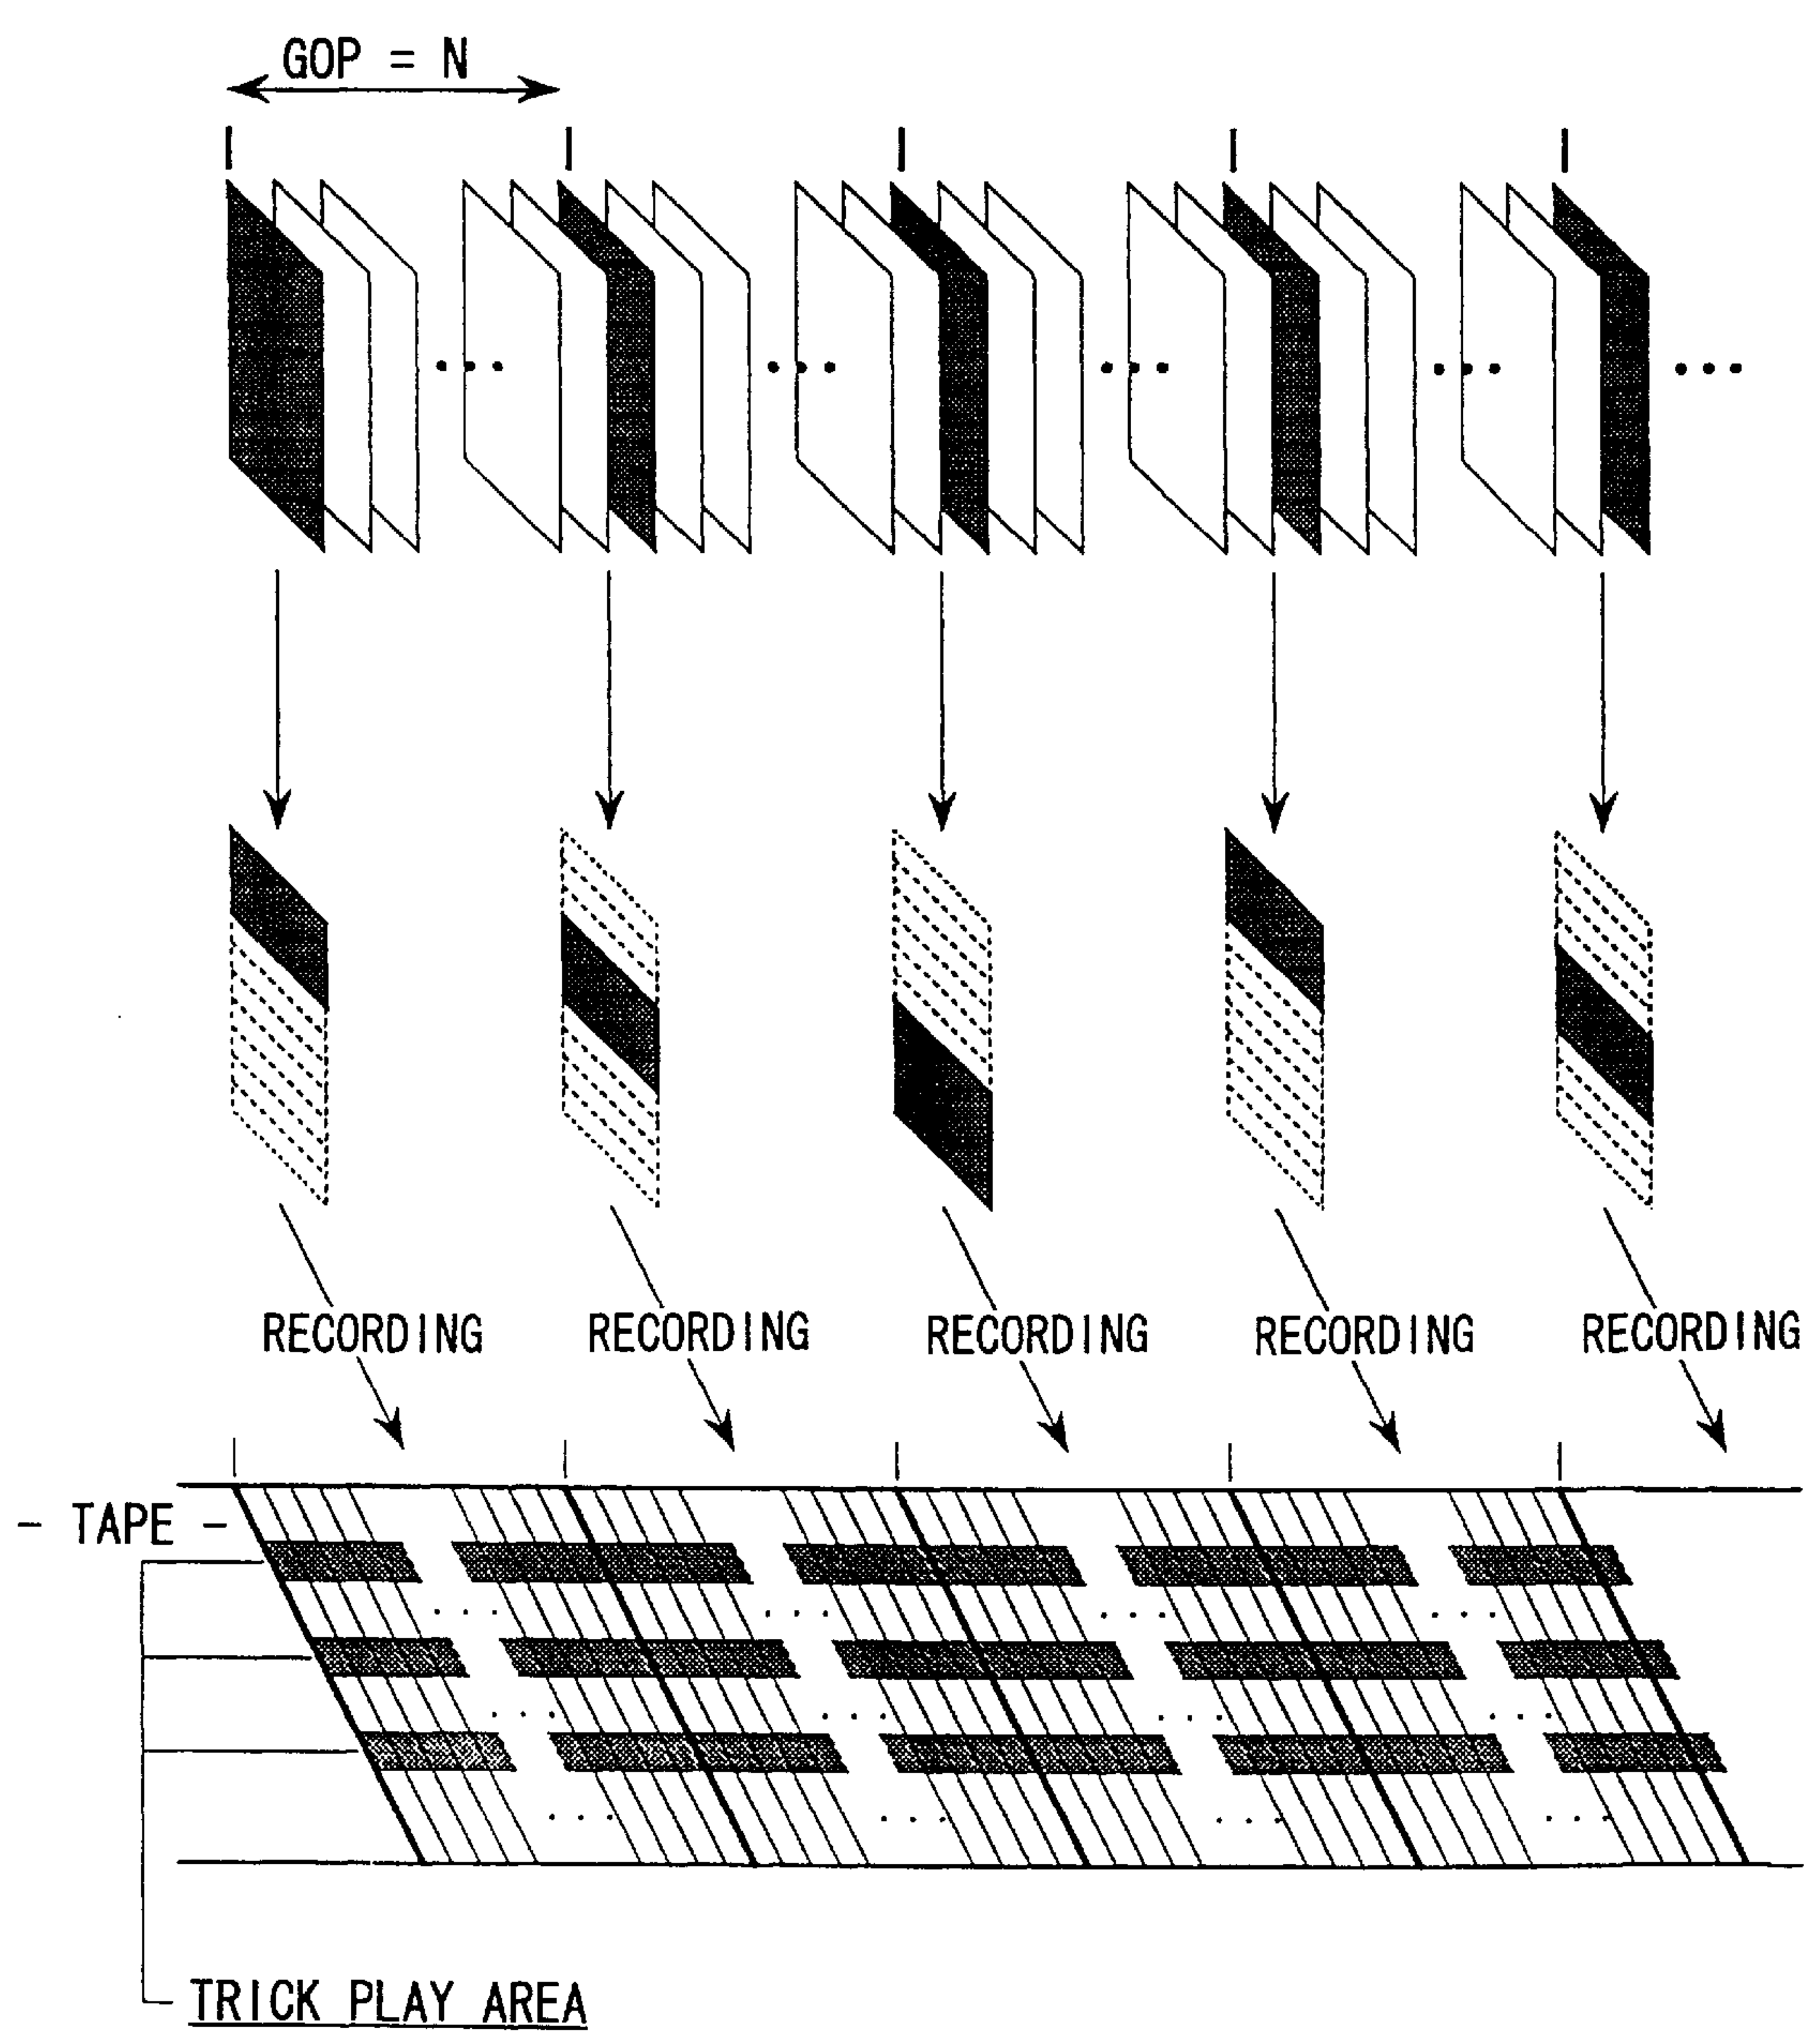 GOP = N
I I I I I
RECORDING RECORDING RECORDING RECORDING RECORDING
- TAPE -
TRICK PLAY AREA